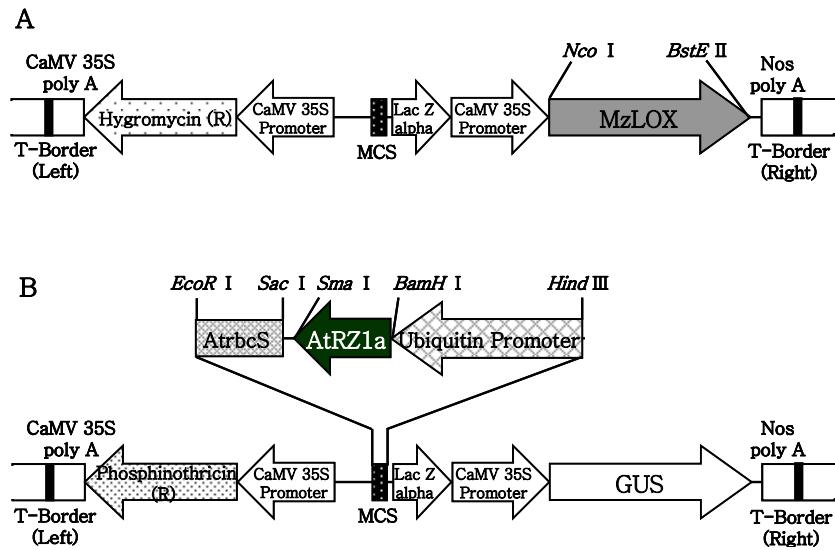 A
Nco I
BstE II
CaMV 35S
poly A
Nos
poly A
Hygromycin (R)
CaMV 35S
Promoter
Lac Z
alpha
CaMV 35S
Promoter
MzLOX
T-Border
(Left)
MCS
T-Border
(Right)
B
EcoR I
Sac I
Sma I
BamH I
Hind III
AtrbcS
AtRZ1a
Ubiquitin Promoter
CaMV 35S
poly A
Nos
poly A
Phosphinothricin
(R)
CaMV 35S
Promoter
Lac Z
alpha
CaMV 35S
Promoter
GUS
T-Border
(Left)
MCS
T-Border
(Right)